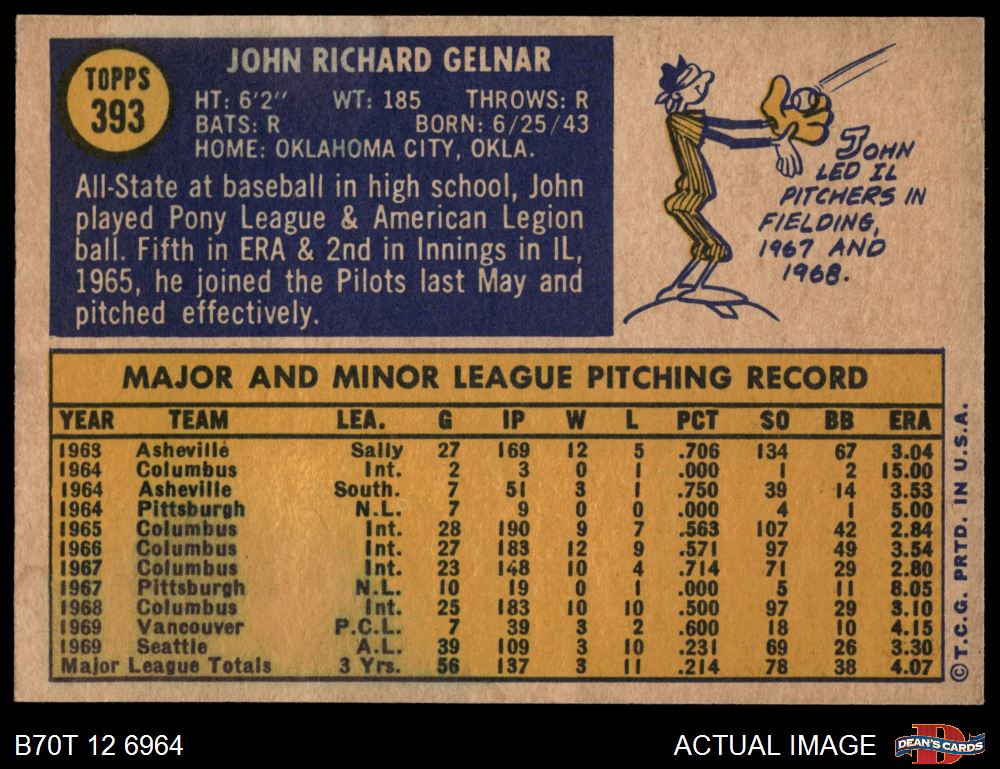 TOPPS
393
JOHN RICHARD GELNAR
HT: 6'2" WT: 185 THROWS: R
BATS: R BORN: 6/25/43
HOME: OKLAHOMA CITY, OKLA.
All-State at baseball in high school, John
played Pony League & American Legion
ball. Fifth in ERA & 2nd in Innings in IL,
1965, he joined the Pilots last May and
pitched effectively.
JOHN
LED IL
PITCHERS IN
FIELDING,
1967 AND
1968.
MAJOR AND MINOR LEAGUE PITCHING RECORD
YEAR TEAM LEA. G IP W L PCT SO BB ERA
1963 Asheville Sally 27 169 12 5 .706 134 67 3.04
1964 Columbus Int. 2 3 0 1 .000 1 2 15.00
1964 Asheville South. 7 51 3 1 .750 39 14 3.53
1964 Pittsburgh N.L. 7 9 0 0 .000 4 1 5.00
1965 Columbus Int. 28 190 9 7 .563 107 42 2.84
1966 Columbus Int. 27 183 12 9 .571 97 49 3.54
1967 Columbus Int. 23 148 10 4 .714 71 29 2.80
1967 Pittsburgh N.L. 10 19 0 1 .000 5 11 8.05
1968 Columbus Int. 25 183 10 10 .500 97 29 3.10
1969 Vancouver P.C.L. 7 39 3 2 .600 18 10 4.15
1969 Seattle A.L. 39 109 3 10 .231 69 26 3.30
Major League Totals 3 Yrs. 56 137 3 11 .214 78 38 4.07
© T.C.G. PRTD. IN U.S.A.
B70T 12 6964
ACTUAL IMAGE
D
DEAN'S CARDS